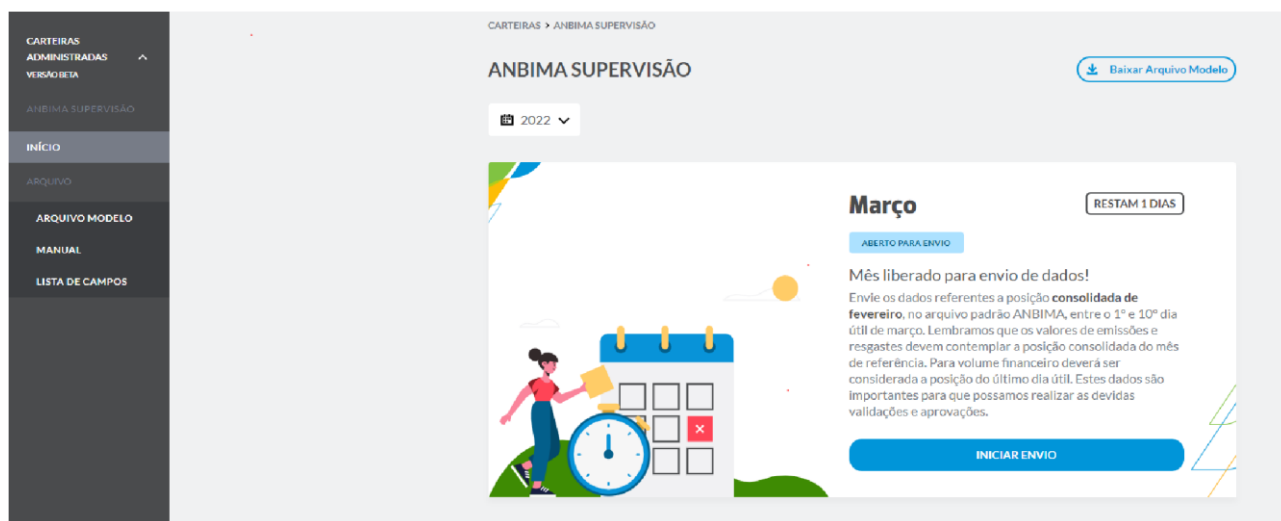 CARTEIRAS
ADMINISTRADAS
VERSÃO BETA
ANBIMA SUPERVISÃO
INÍCIO
ARQUIVO
ARQUIVO MODELO
MANUAL
LISTA DE CAMPOS
CARTEIRAS > ANBIMA SUPERVISÃO
ANBIMA SUPERVISÃO
Baixar Arquivo Modelo
2022
Março
RESTAM 1 DIAS
ABERTO PARA ENVIO
Mês liberado para envio de dados!
Envie os dados referentes a posição consolidada de
fevereiro, no arquivo padrão ANBIMA, entre o 1º e 10º dia
útil de março. Lembramos que os valores de emissões e
resgastes devem contemplar a posição consolidada do mês
de referência. Para volume financeiro deverá ser
considerada a posição do último dia útil. Estes dados são
importantes para que possamos realizar as devidas
validações e aprovações.
INICIAR ENVIO